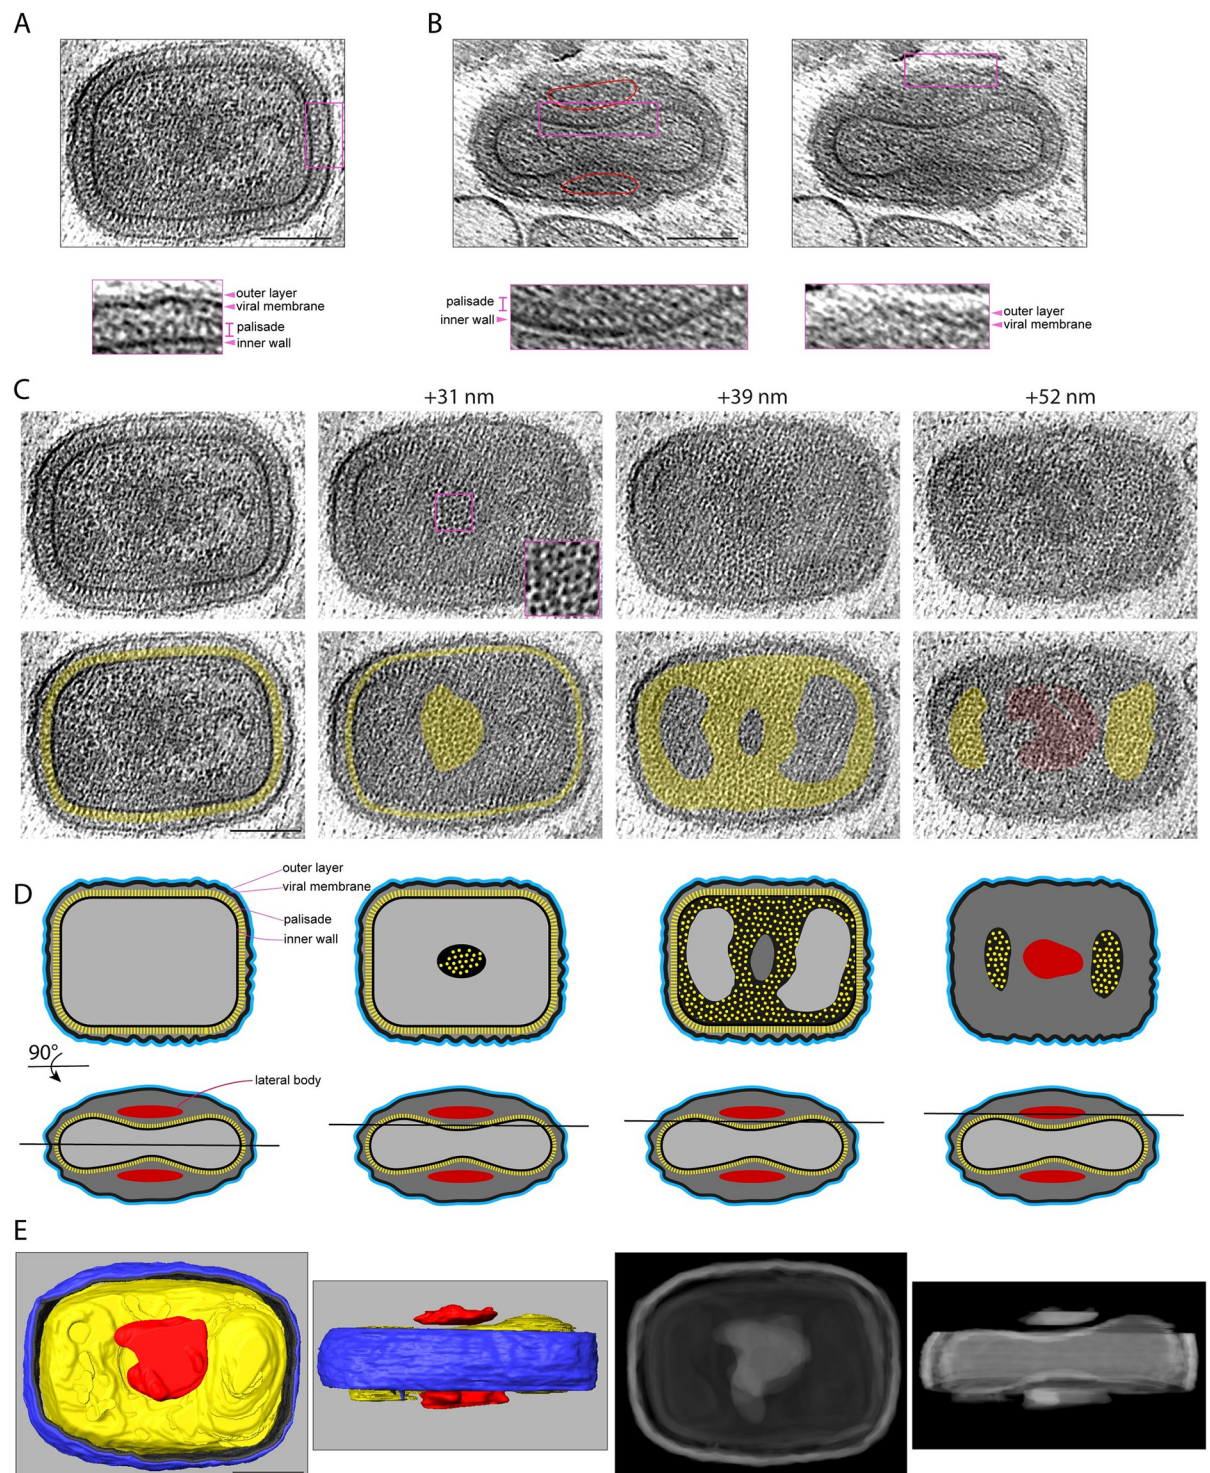 A
B
outer layer
viral membrane
palisade
inner wall
palisade
inner wall
outer layer
viral membrane
C
+31 nm
+39 nm
+52 nm
D
outer layer
viral membrane
palisade
inner wall
90°
lateral body
E